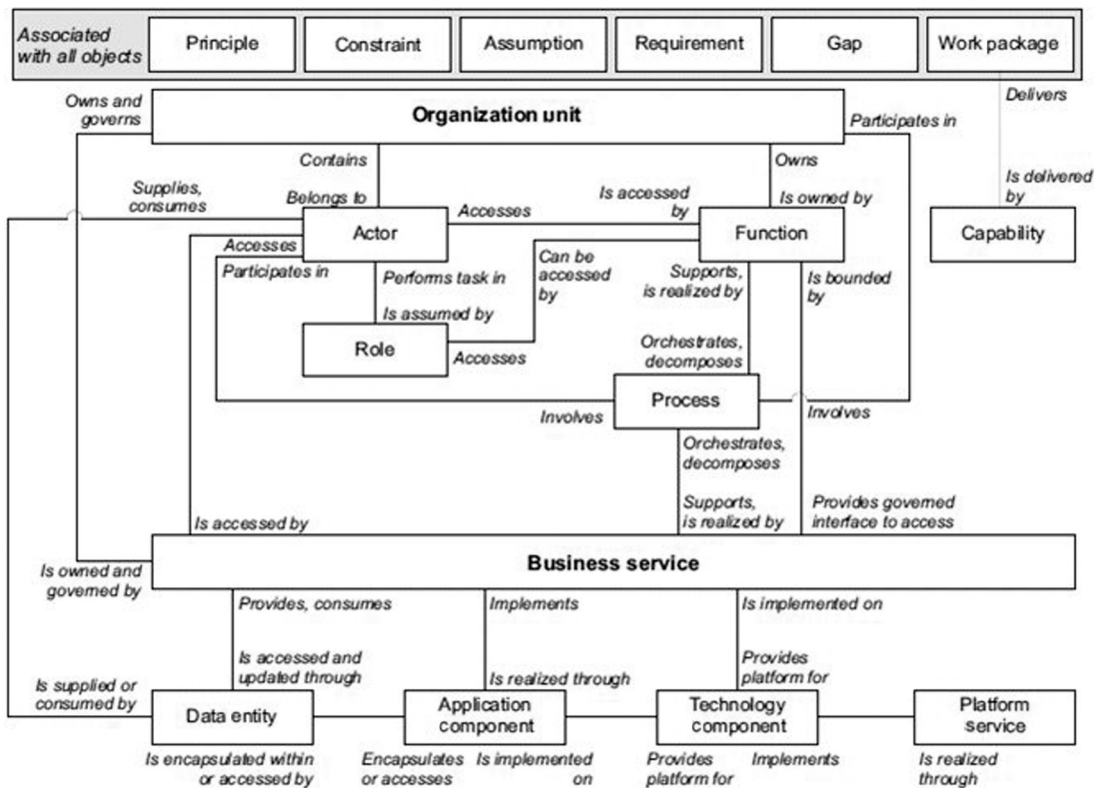 Associated
with all objects
Principle
Constraint
Assumption
Requirement
Gap
Work package
Owns and
governs
Organization unit
Participates in
Delivers
Contains
Owns
Is delivered
by
Supplies,
consumes
Belongs to
Accesses
Is accessed
by
Is owned by
Actor
Function
Capability
Accesses
Participates in
Performs task in
Can be
accessed
by
Supports,
is realized by
Is bounded
by
Is assumed by
Role
Accesses
Orchestrates,
decomposes
Process
Involves
Involves
Orchestrates,
decomposes
Is accessed by
Supports,
is realized by
Provides governed
interface to access
Business service
Is owned and
governed by
Provides, consumes
Implements
Is implemented on
Is accessed and
updated through
Is realized through
Provides
platform for
Is supplied or
consumed by
Data entity
Application
component
Technology
component
Platform
service
Is encapsulated within
or accessed by
Encapsulates
or accesses
Is implemented
on
Provides
platform for
Implements
Is realized
through